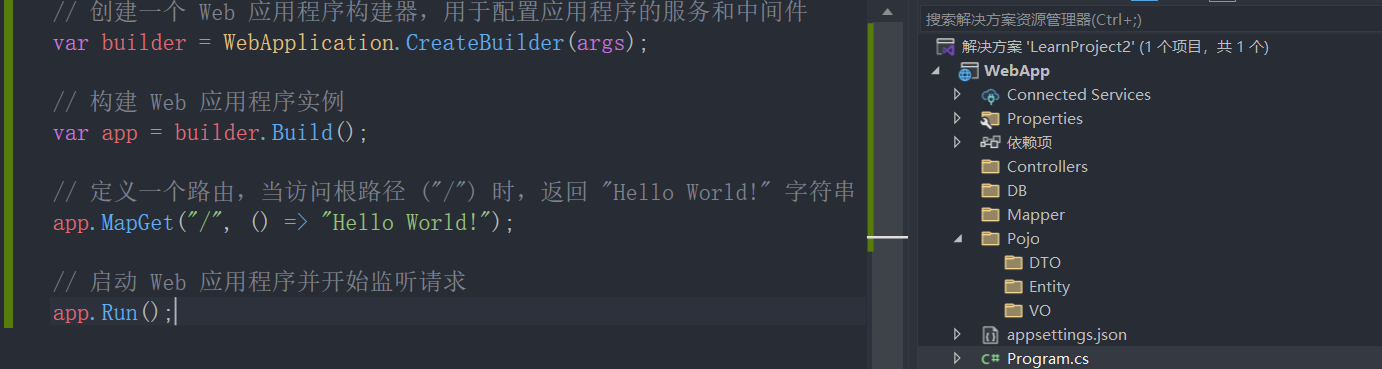 // 创建一个 Web 应用程序构建器，用于配置应用程序的服务和中间件
var builder = WebApplication.CreateBuilder(args);
// 构建 Web 应用程序实例
var app = builder.Build();
// 定义一个路由，当访问根路径 ("/") 时，返回 "Hello World!" 字符串
app.MapGet("/", () => "Hello World!");
// 启动 Web 应用程序并开始监听请求
app.Run();
搜索解决方案资源管理器(Ctrl+;)
解决方案 'LearnProject2' (1 个项目，共 1 个)
WebApp
Connected Services
Properties
依赖项
Controllers
DB
Mapper
Pojo
DTO
Entity
VO
appsettings.json
C# Program.cs